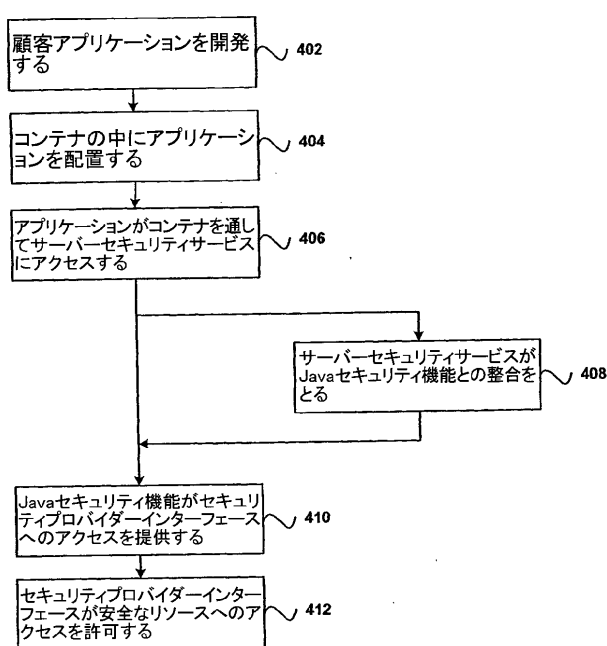 顧客アプリケーションを開発
する
402
コンテナの中にアプリケーシ
ョンを配置する
404
アプリケーションがコンテナを通し
てサーバーセキュリティサービス
にアクセスする
406
サーバーセキュリティサービスが
Javaセキュリティ機能との整合を
とる
408
Javaセキュリティ機能がセキュリ
ティプロバイダーインターフェース
へのアクセスを提供する
410
セキュリティプロバイダーインター
フェースが安全なリソースへのア
クセスを許可する
412